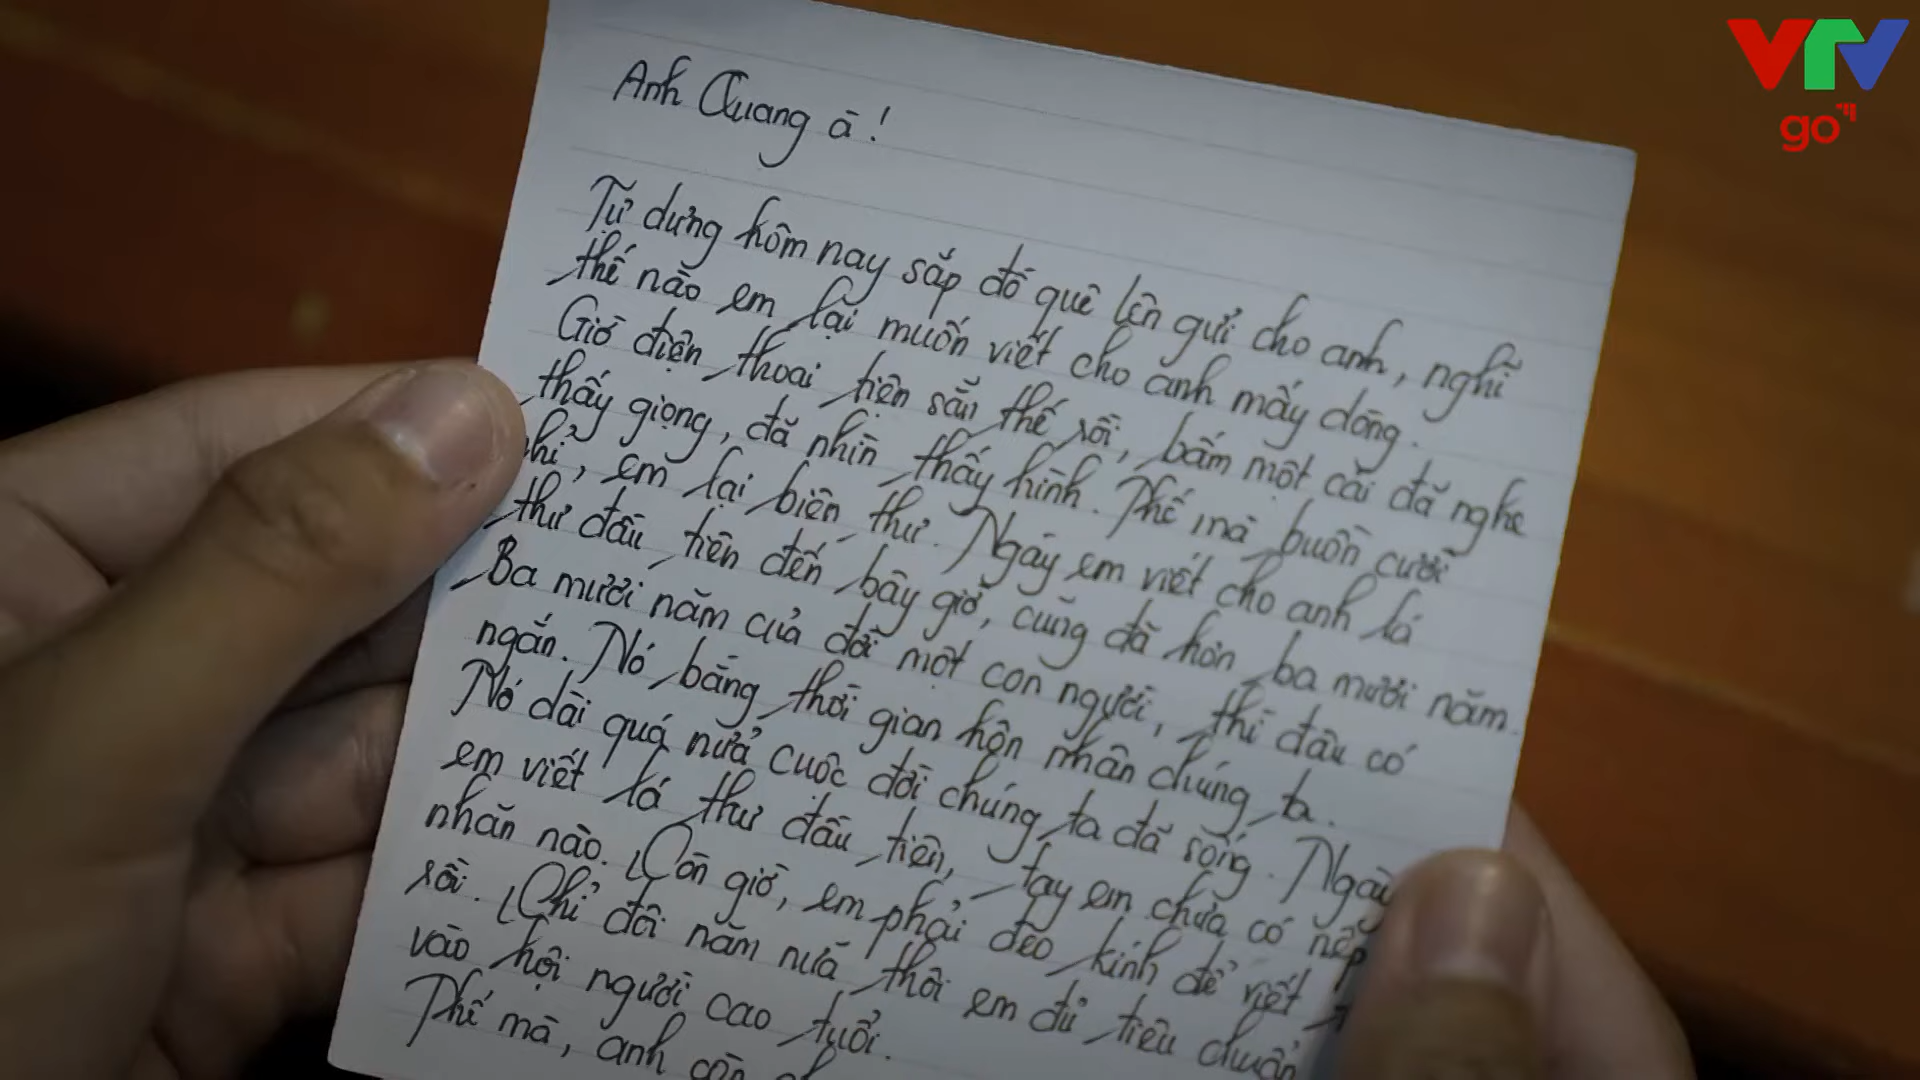 Anh Quang à!
Tự dưng hôm nay sắp đồ quê lên gửi cho anh, nghĩ
thế nào em lại muốn viết cho anh mấy dòng.
Giờ điện thoại tiện sẵn thế rồi, bấm một cái đã nghe
thấy giọng, đã nhìn thấy hình. Thế mà buồn cười
nhỉ, em lại biên thư. Ngày em viết cho anh lá
thư đầu tiên đến bây giờ, cũng đã hơn ba mươi năm.
Ba mươi năm của đời một con người, thì đâu có
ngắn. Nó bằng thời gian hôn nhân chúng ta.
Nó dài quá nửa cuộc đời chúng ta đã sống. Ngày
em viết lá thư đầu tiên, tay em chưa có nếp
nhăn nào. Còn giờ, em phải đeo kính để viết
rồi. Chỉ đôi năm nữa thôi em đủ tiêu chuẩn
vào hội người cao tuổi.
Thế mà, anh còn
VTV
go